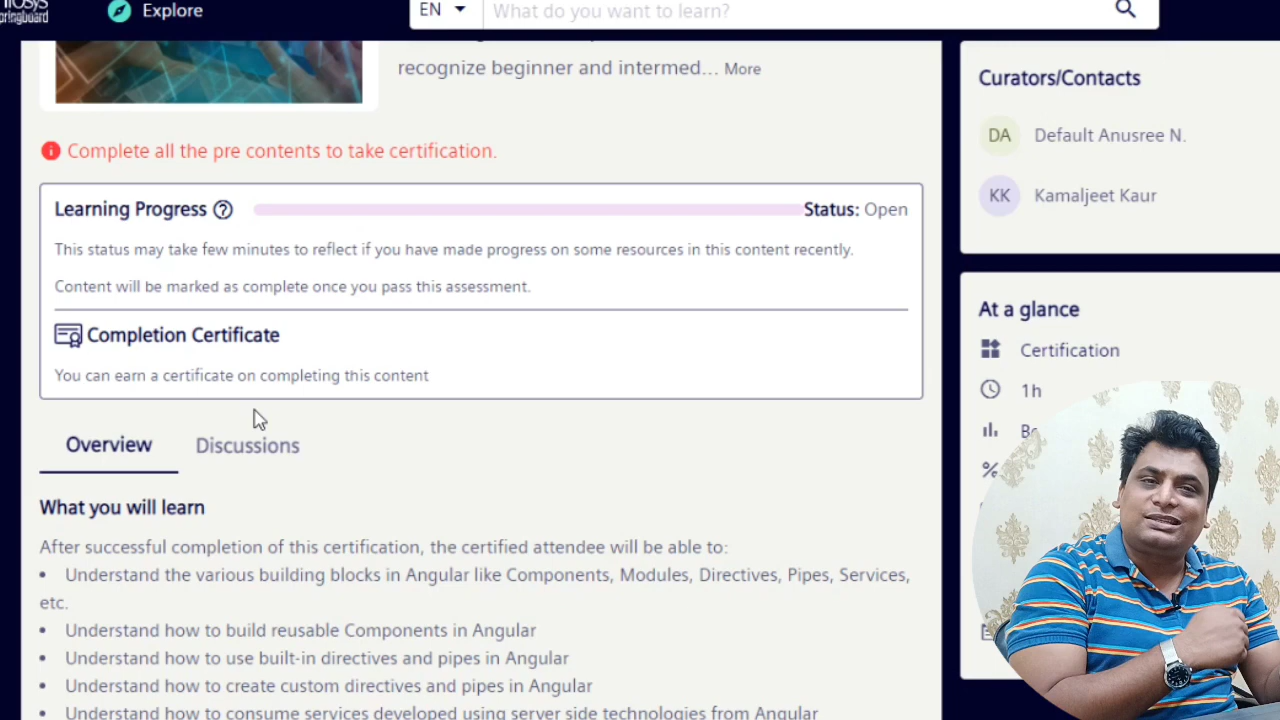 Infosys
Springboard
Explore
EN
What do you want to learn?
recognize beginner and intermed... More
Complete all the pre contents to take certification.
Learning Progress
Status: Open
This status may take few minutes to reflect if you have made progress on some resources in this content recently.
Content will be marked as complete once you pass this assessment.
Completion Certificate
You can earn a certificate on completing this content
Overview
Discussions
What you will learn
After successful completion of this certification, the certified attendee will be able to:
• Understand the various building blocks in Angular like Components, Modules, Directives, Pipes, Services,
etc.
• Understand how to build reusable Components in Angular
• Understand how to use built-in directives and pipes in Angular
• Understand how to create custom directives and pipes in Angular
• Understand how to consume services developed using server side technologies from Angular
Curators/Contacts
DA Default Anusree N.
KK Kamaljeet Kaur
At a glance
Certification
1h